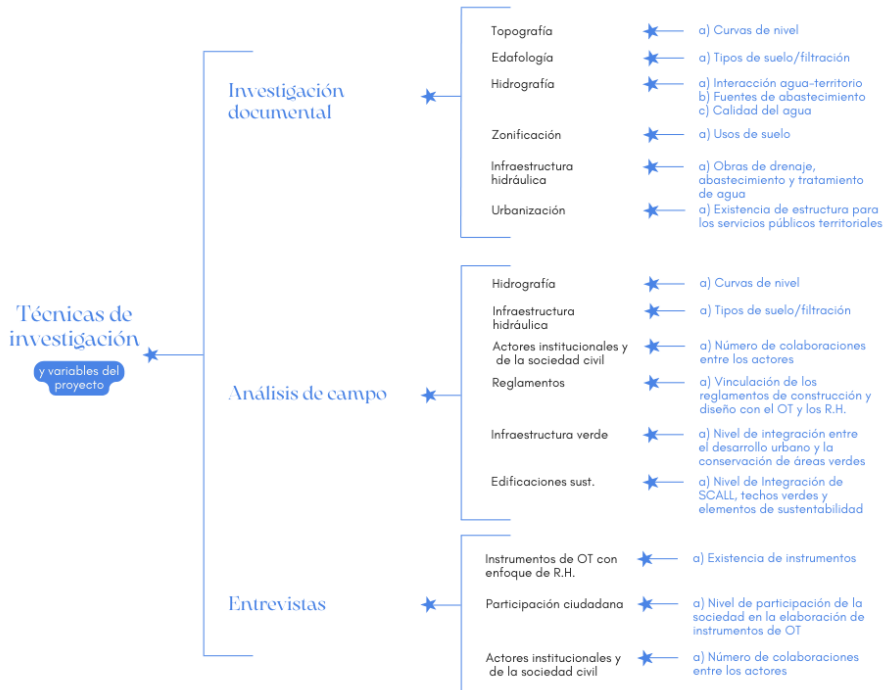 Técnicas de
investigación
y variables del
proyecto
Investigación
documental
Topografía
a) Curvas de nivel
Edafología
a) Tipos de suelo/filtración
Hidrografía
a) Interacción agua-territorio
b) Fuentes de abastecimiento
c) Calidad del agua
Zonificación
a) Usos de suelo
Infraestructura
hidráulica
a) Obras de drenaje,
abastecimiento y tratamiento
de agua
Urbanización
a) Existencia de estructura para
los servicios públicos territoriales
Análisis de campo
Hidrografía
a) Curvas de nivel
Infraestructura
hidráulica
a) Tipos de suelo/filtración
Actores institucionales y
de la sociedad civil
a) Número de colaboraciones
entre los actores
Reglamentos
a) Vinculación de los
reglamentos de construcción y
diseño con el OT y los R.H.
Infraestructura verde
a) Nivel de integración entre
el desarrollo urbano y la
conservación de áreas verdes
Edificaciones sust.
a) Nivel de Integración de
SCALL, techos verdes y
elementos de sustentabilidad
Entrevistas
Instrumentos de OT con
enfoque de R.H.
a) Existencia de instrumentos
Participación ciudadana
a) Nivel de participación de la
sociedad en la elaboración de
instrumentos de OT
Actores institucionales y
de la sociedad civil
a) Número de colaboraciones
entre los actores